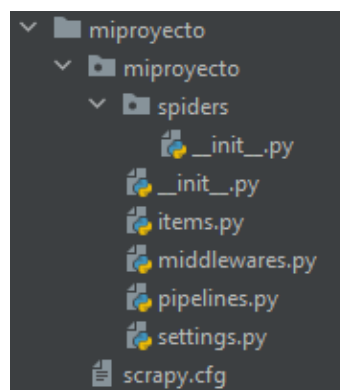 miproyecto
miproyecto
spiders
__init__.py
__init__.py
items.py
middlewares.py
pipelines.py
settings.py
scrapy.cfg